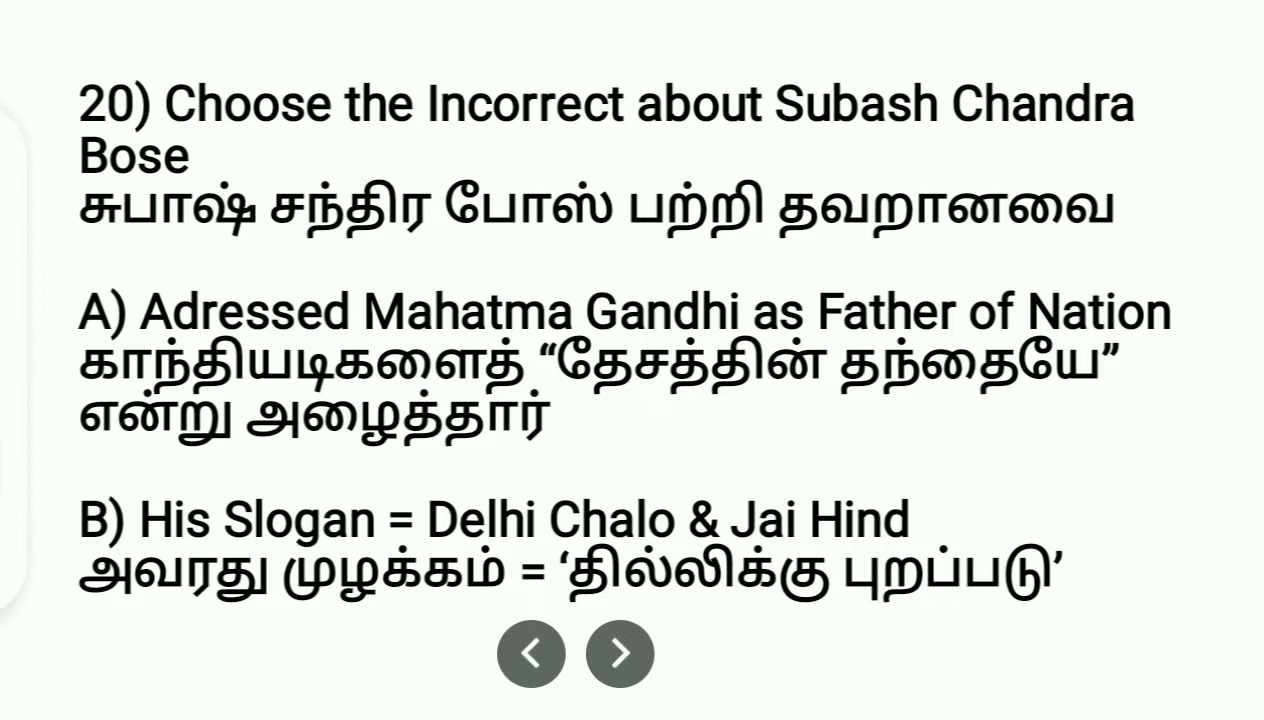 20) Choose the Incorrect about Subash Chandra
Bose
சுபாஷ் சந்திர போஸ் பற்றி தவறானவை
A) Adressed Mahatma Gandhi as Father of Nation
காந்தியடிகளைத் “தேசத்தின் தந்தையே”
என்று அழைத்தார்
B) His Slogan = Delhi Chalo & Jai Hind
அவரது முழக்கம் = ‘தில்லிக்கு புறப்படு’